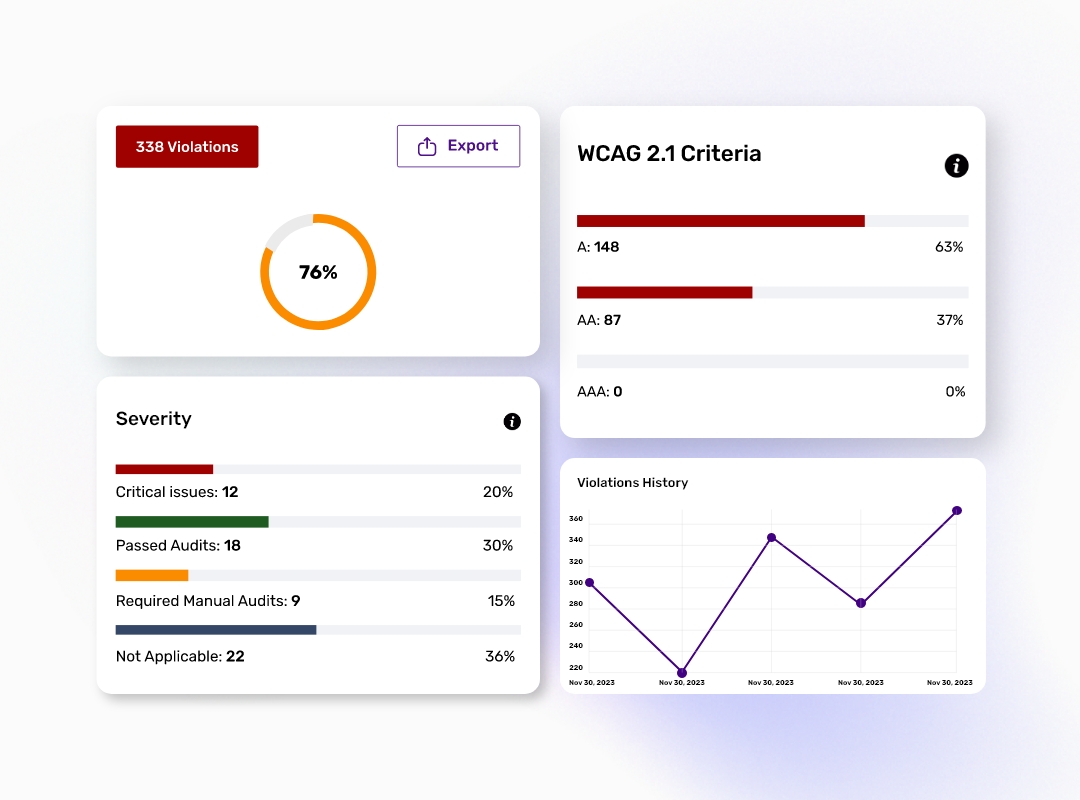 338 Violations
Export
76%
Severity
Critical issues: 12 20%
Passed Audits: 18 30%
Required Manual Audits: 9 15%
Not Applicable: 22 36%
WCAG 2.1 Criteria
A: 148 63%
AA: 87 37%
AAA: 0 0%
Violations History
360
340
320
300
280
260
240
220
Nov 30, 2023 Nov 30, 2023 Nov 30, 2023 Nov 30, 2023 Nov 30, 2023